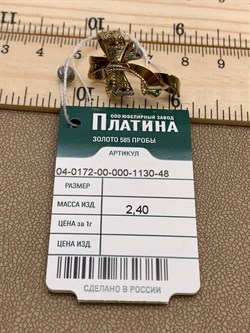 ООО ЮВЕЛИРНЫЙ ЗАВОД
ПЛАТИНА
ЗОЛОТО 585 ПРОБЫ
АРТИКУЛ
04-0172-00-000-1130-48
РАЗМЕР
МАССА ИЗД. 2,40
ЦЕНА за 1г
ЦЕНА ИЗД.
СДЕЛАНО В РОССИИ